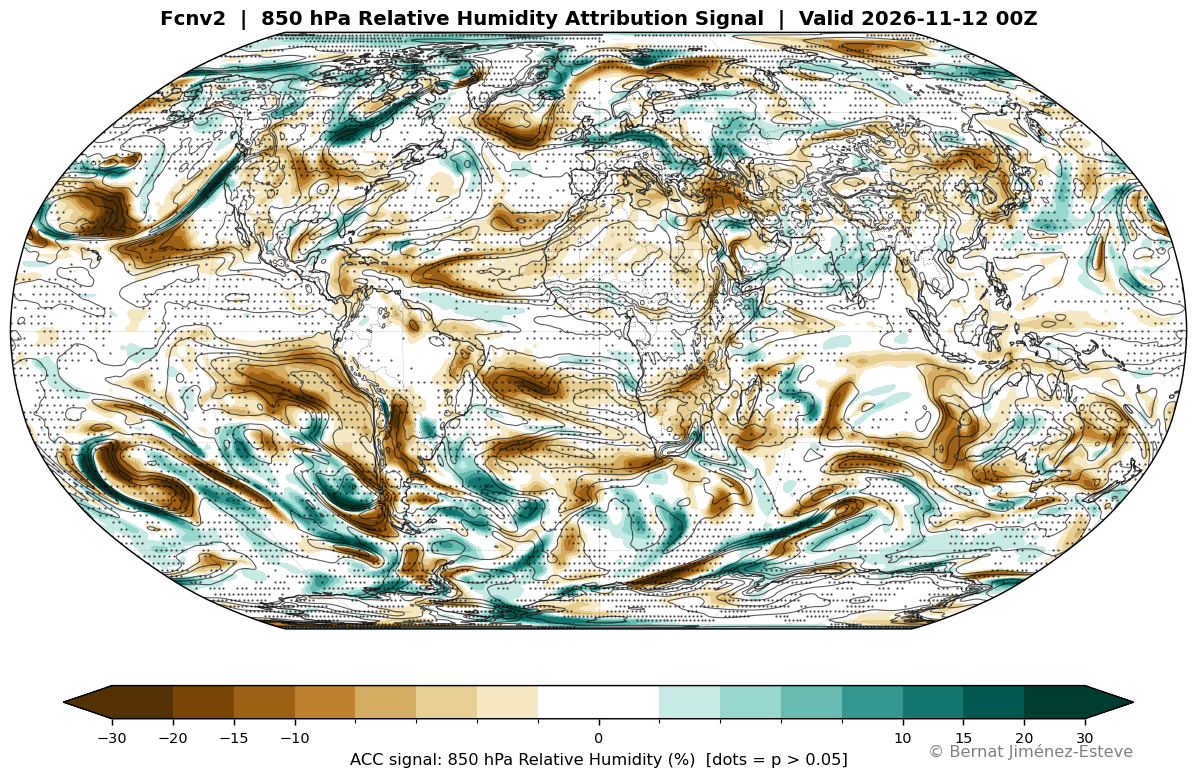 Fcnv2  |  850 hPa Relative Humidity Attribution Signal  |  Valid 2026-11-12 00Z
−30 −20 −15 −10 0 10 15 20 30
ACC signal: 850 hPa Relative Humidity (%)  [dots = p > 0.05]
© Bernat Jiménez-Esteve